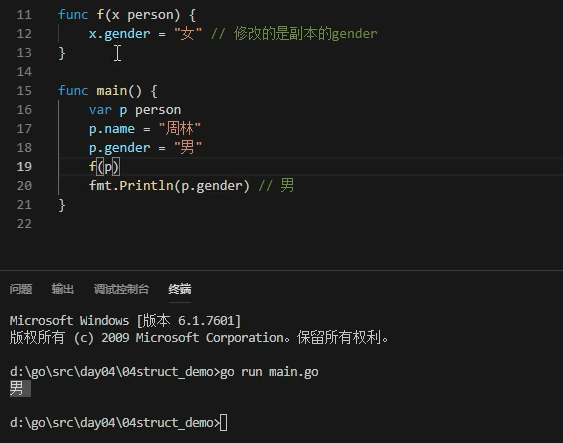 11 func f(x person) {
12     x.gender = "女" // 修改的是副本的gender
13 }
14
15 func main() {
16     var p person
17     p.name = "周林"
18     p.gender = "男"
19     f(p)
20     fmt.Println(p.gender) // 男
21 }
22
问题 输出 调试控制台 终端
Microsoft Windows [版本 6.1.7601]
版权所有 (c) 2009 Microsoft Corporation。保留所有权利。
d:\go\src\day04\04struct_demo>go run main.go
男
d:\go\src\day04\04struct_demo>